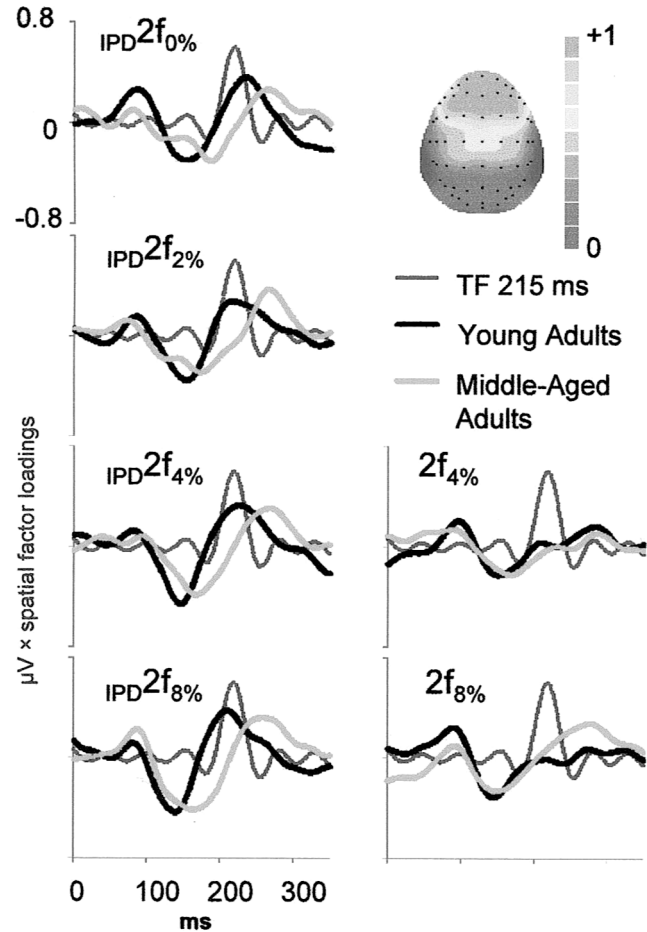 0.8
0
-0.8
IPD2f0%
+1
0
IPD2f2%
TF 215 ms
Young Adults
Middle-Aged
Adults
µV × spatial factor loadings
IPD2f4%
2f4%
IPD2f8%
2f8%
0 100 200 300
ms